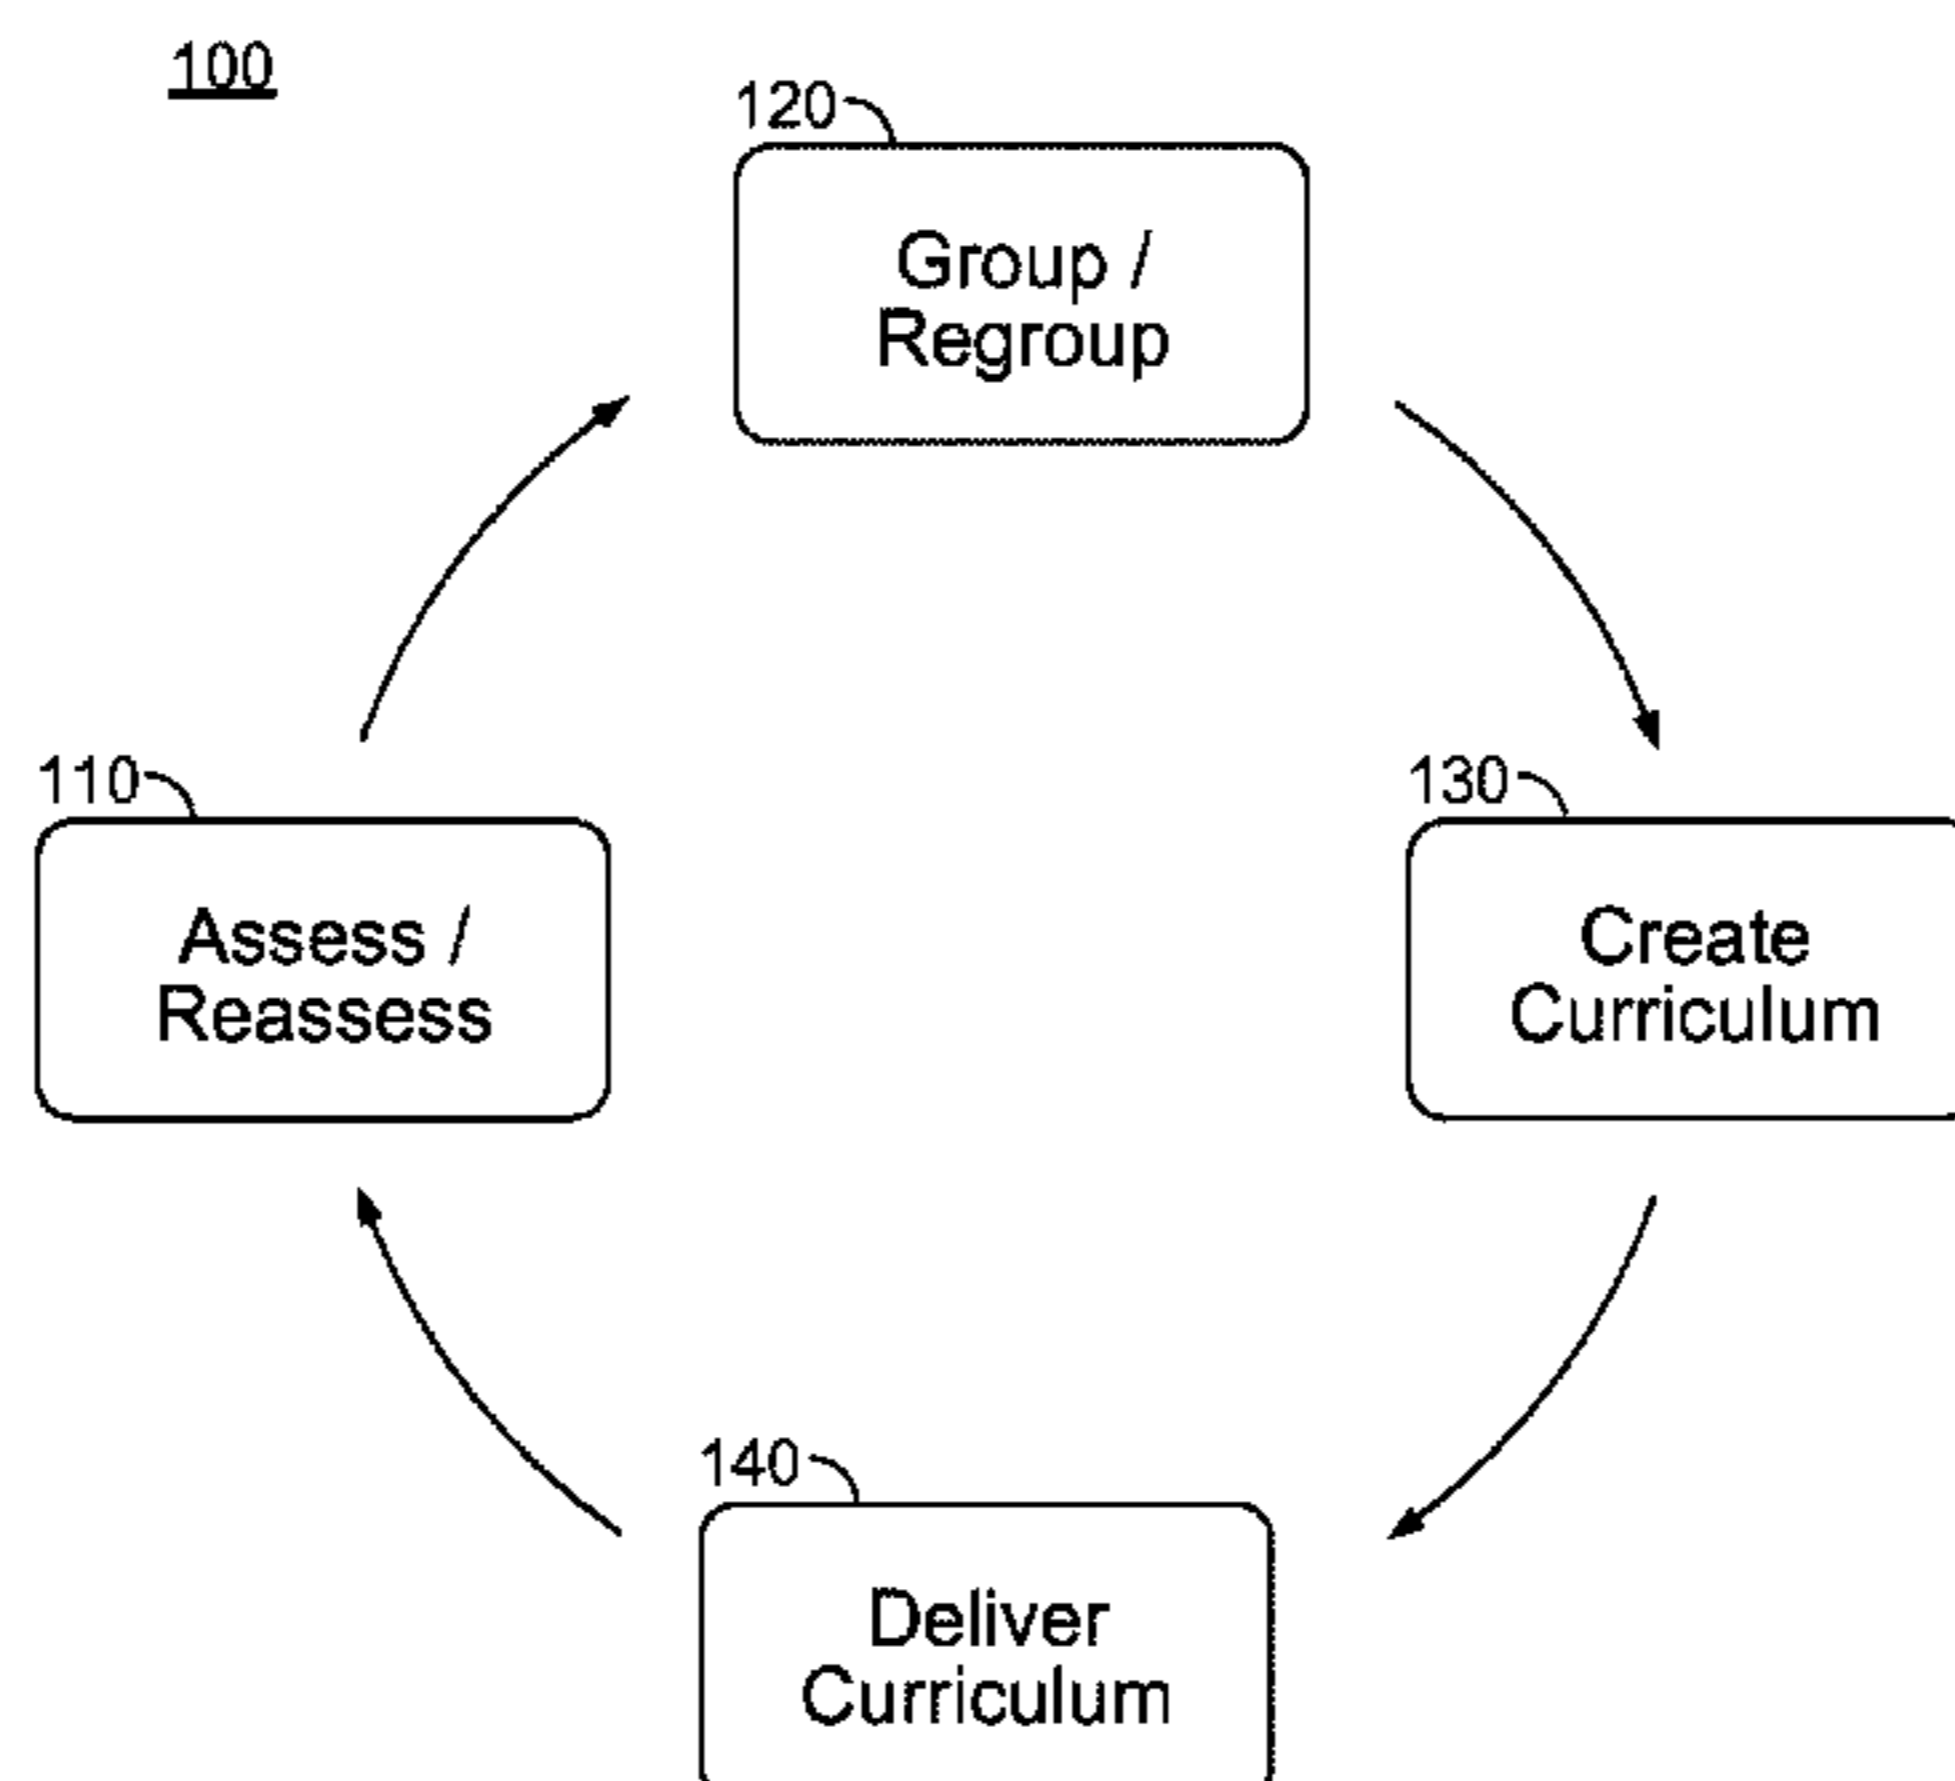 100
120
Group /
Regroup
110
Assess /
Reassess
130
Create
Curriculum
140
Deliver
Curriculum